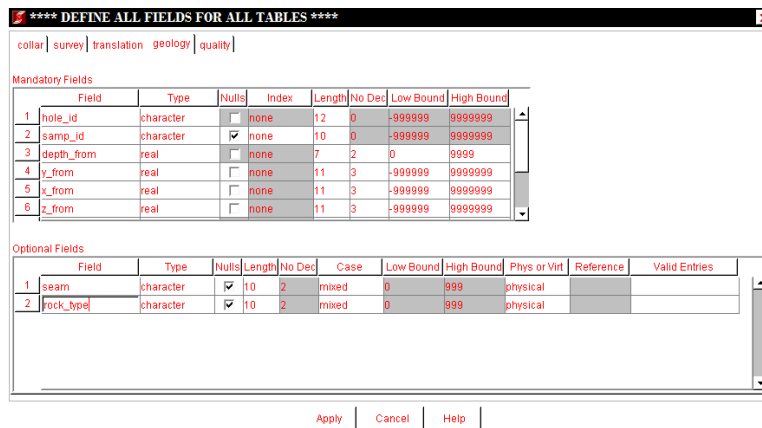 **** DEFINE ALL FIELDS FOR ALL TABLES ****
collar survey translation geology quality
Mandatory Fields
Field Type Nulls Index Length No Dec Low Bound High Bound
1 hole_id character none 12 0 -999999 9999999
2 samp_id character none 10 0 -999999 9999999
3 depth_from real none 7 2 0 9999
4 y_from real none 11 3 -999999 9999999
5 x_from real none 11 3 -999999 9999999
6 z_from real none 11 3 -999999 9999999
Optional Fields
Field Type Nulls Length No Dec Case Low Bound High Bound Phys or Virt Reference Valid Entries
1 seam character 10 2 mixed 0 999 physical
2 rock_type character 10 2 mixed 0 999 physical
Apply Cancel Help